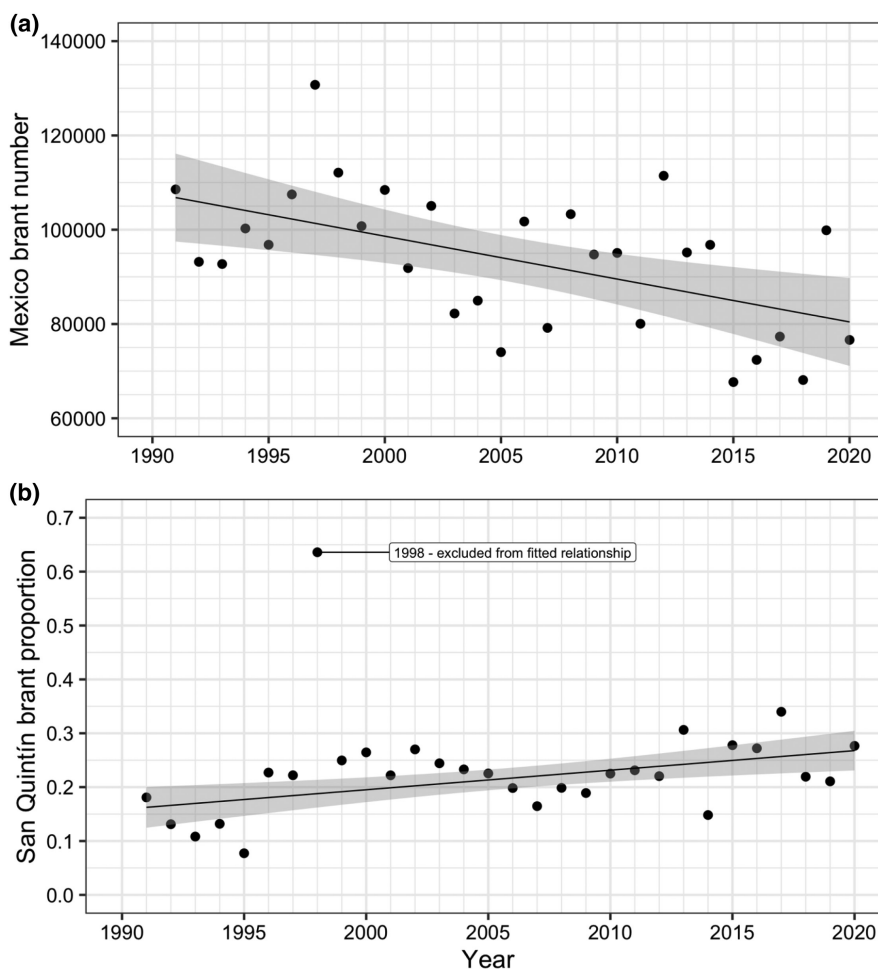 (a)
Mexico brant number
140000
120000
100000
80000
60000
1990 1995 2000 2005 2010 2015 2020
(b)
San Quintín brant proportion
0.7
0.6
0.5
0.4
0.3
0.2
0.1
0.0
1998 - excluded from fitted relationship
1990 1995 2000 2005 2010 2015 2020
Year